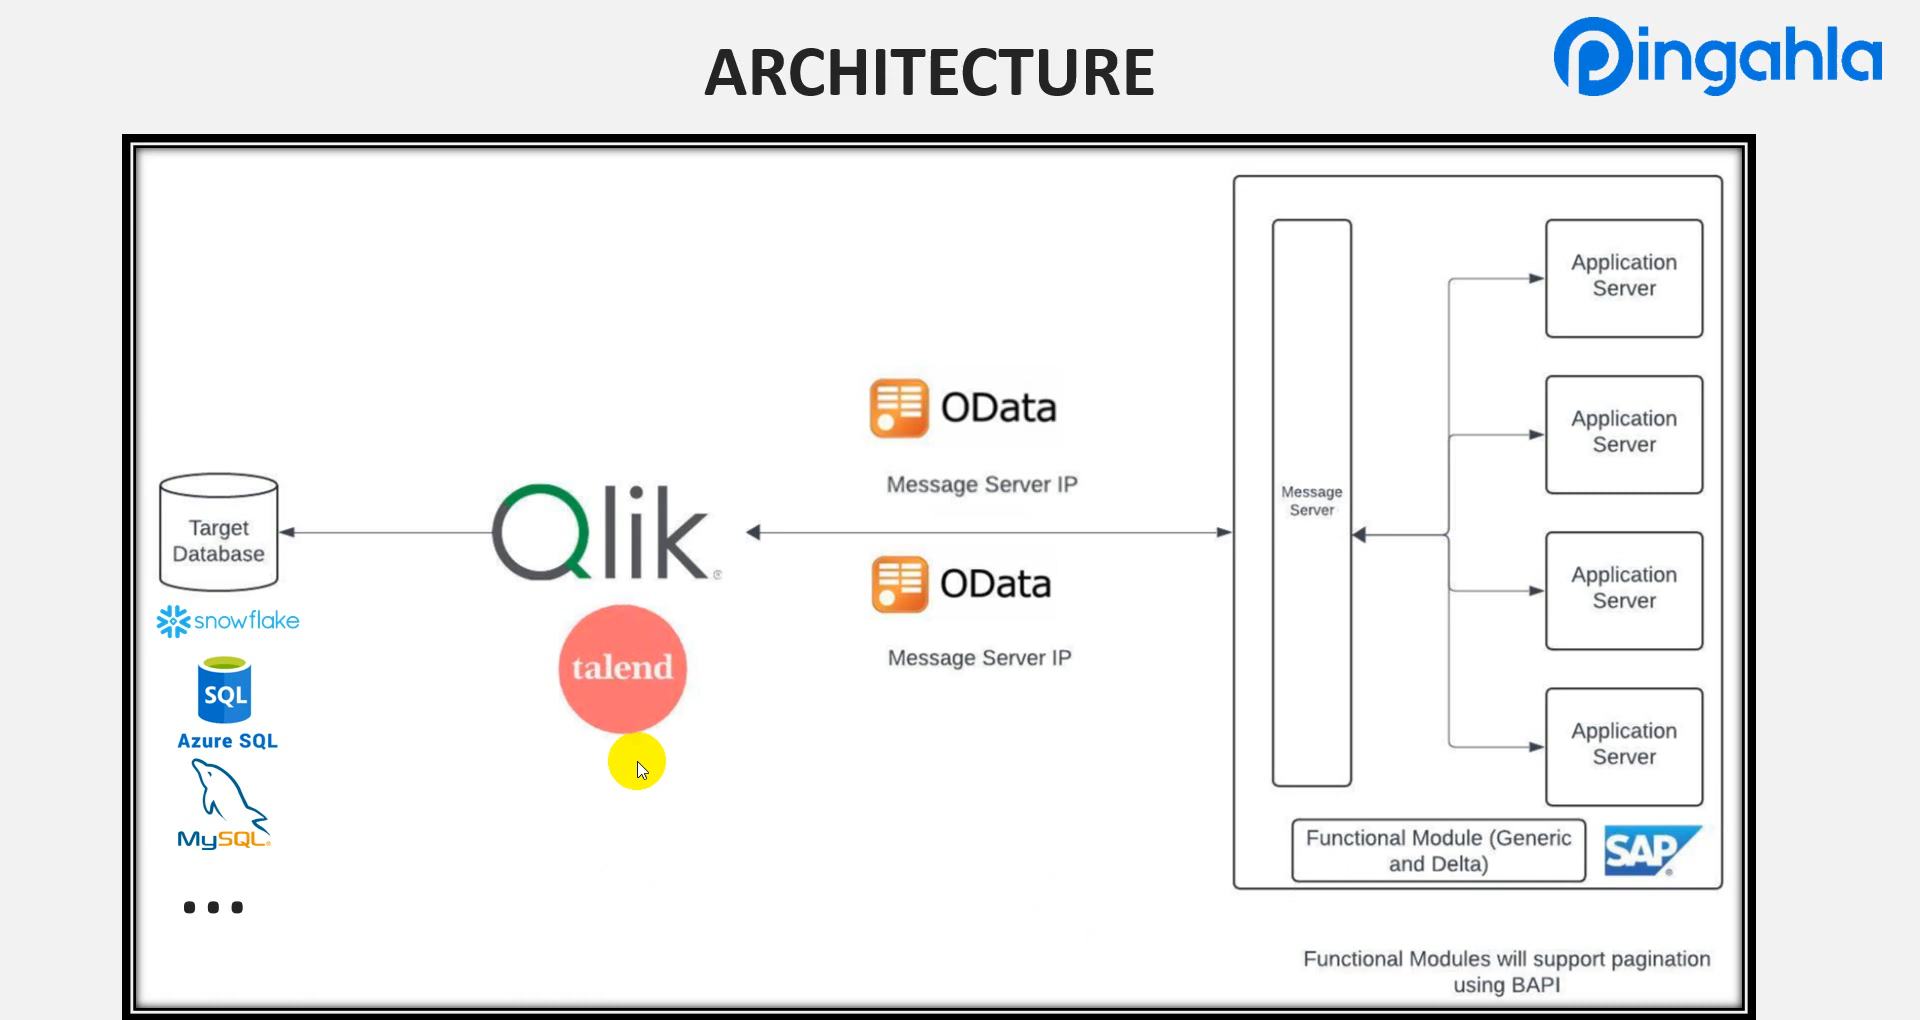 ARCHITECTURE
Pingahla
Target
Database
snowflake
SQL
Azure SQL
MySQL®
...
Qlik®
talend
OData
Message Server IP
OData
Message Server IP
Message
Server
Application
Server
Application
Server
Application
Server
Application
Server
Functional Module (Generic
and Delta)
SAP®
Functional Modules will support pagination
using BAPI